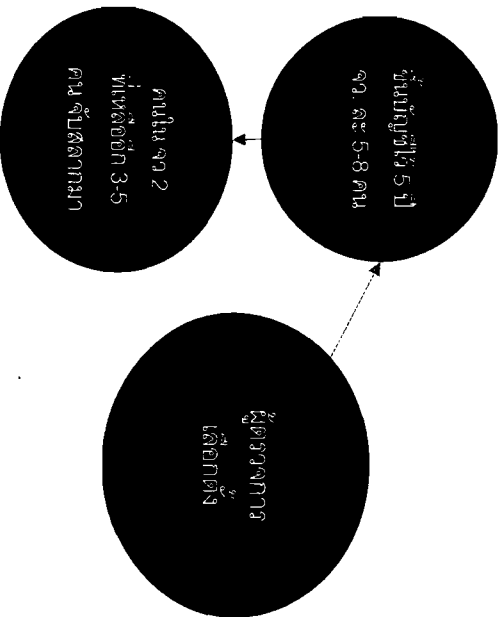 ผู้ตรวจการ
เลือกตั้ง
ขึ้นบัญชีไว้ 5 ปี
จว. ละ 5-8 คน
คนใน จว 2
ที่เหลืออีก 3-5
คน จับสลากมา